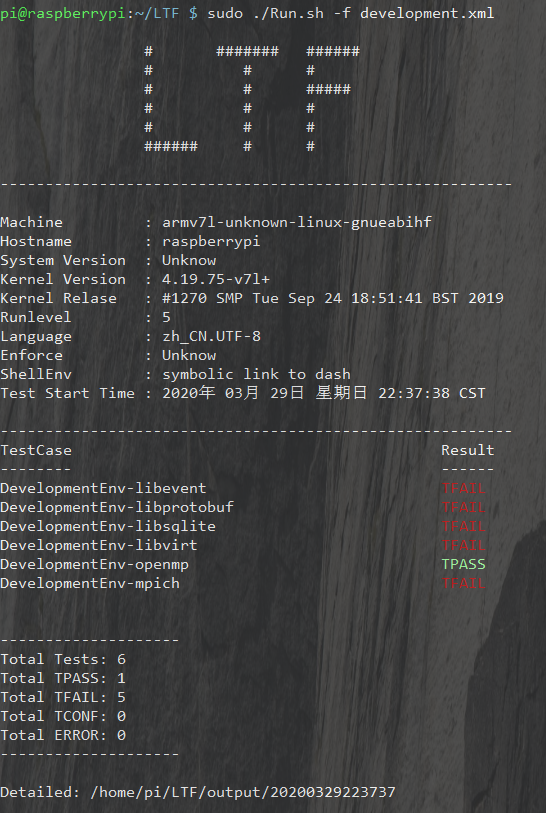 pi@raspberrypi:~/LTF $ sudo ./Run.sh -f development.xml
#       #######   ######
#          #      #
#          #      #####
#          #      #
#          #      #
######     #      #
---------------------------------------------------------
Machine         : armv7l-unknown-linux-gnueabihf
Hostname        : raspberrypi
System Version  : Unknow
Kernel Version  : 4.19.75-v7l+
Kernel Relase   : #1270 SMP Tue Sep 24 18:51:41 BST 2019
Runlevel        : 5
Language        : zh_CN.UTF-8
Enforce         : Unknow
ShellEnv        : symbolic link to dash
Test Start Time : 2020年 03月 29日 星期日 22:37:38 CST
---------------------------------------------------------
TestCase                                         Result
--------                                         ------
DevelopmentEnv-libevent                          TFAIL
DevelopmentEnv-libprotobuf                       TFAIL
DevelopmentEnv-libsqlite                         TFAIL
DevelopmentEnv-libvirt                           TFAIL
DevelopmentEnv-openmp                            TPASS
DevelopmentEnv-mpich                             TFAIL
--------------------
Total Tests: 6
Total TPASS: 1
Total TFAIL: 5
Total TCONF: 0
Total ERROR: 0
--------------------
Detailed: /home/pi/LTF/output/20200329223737